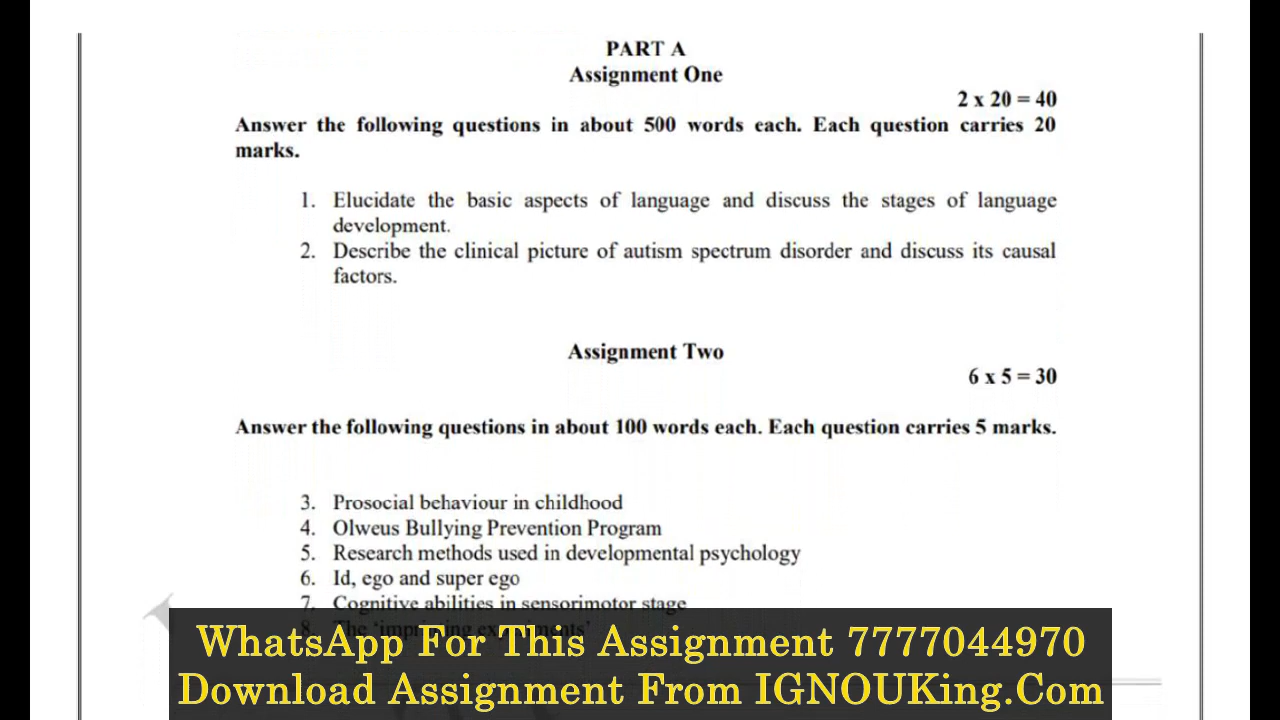 PART A
Assignment One
2 x 20 = 40
Answer the following questions in about 500 words each. Each question carries 20
marks.
1. Elucidate the basic aspects of language and discuss the stages of language
development.
2. Describe the clinical picture of autism spectrum disorder and discuss its causal
factors.
Assignment Two
6 x 5 = 30
Answer the following questions in about 100 words each. Each question carries 5 marks.
3. Prosocial behaviour in childhood
4. Olweus Bullying Prevention Program
5. Research methods used in developmental psychology
6. Id, ego and super ego
7. Cognitive abilities in sensorimotor stage
8. The 'imprinting experiments'
WhatsApp For This Assignment 7777044970
Download Assignment From IGNOUKing.Com